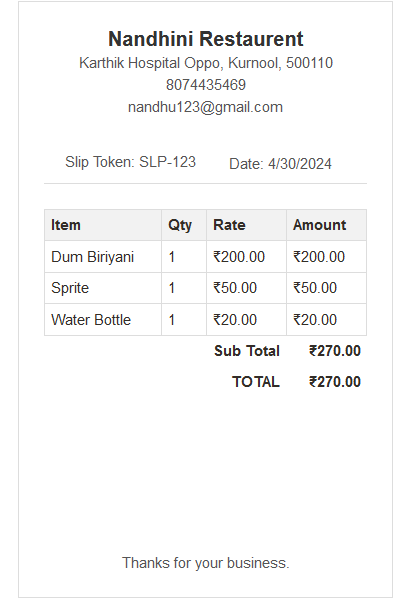 Nandhini Restaurent
Karthik Hospital Oppo, Kurnool, 500110
8074435469
nandhu123@gmail.com
Slip Token: SLP-123 Date: 4/30/2024
Item Qty Rate Amount
Dum Biriyani 1 ₹200.00 ₹200.00
Sprite 1 ₹50.00 ₹50.00
Water Bottle 1 ₹20.00 ₹20.00
Sub Total ₹270.00
TOTAL ₹270.00
Thanks for your business.